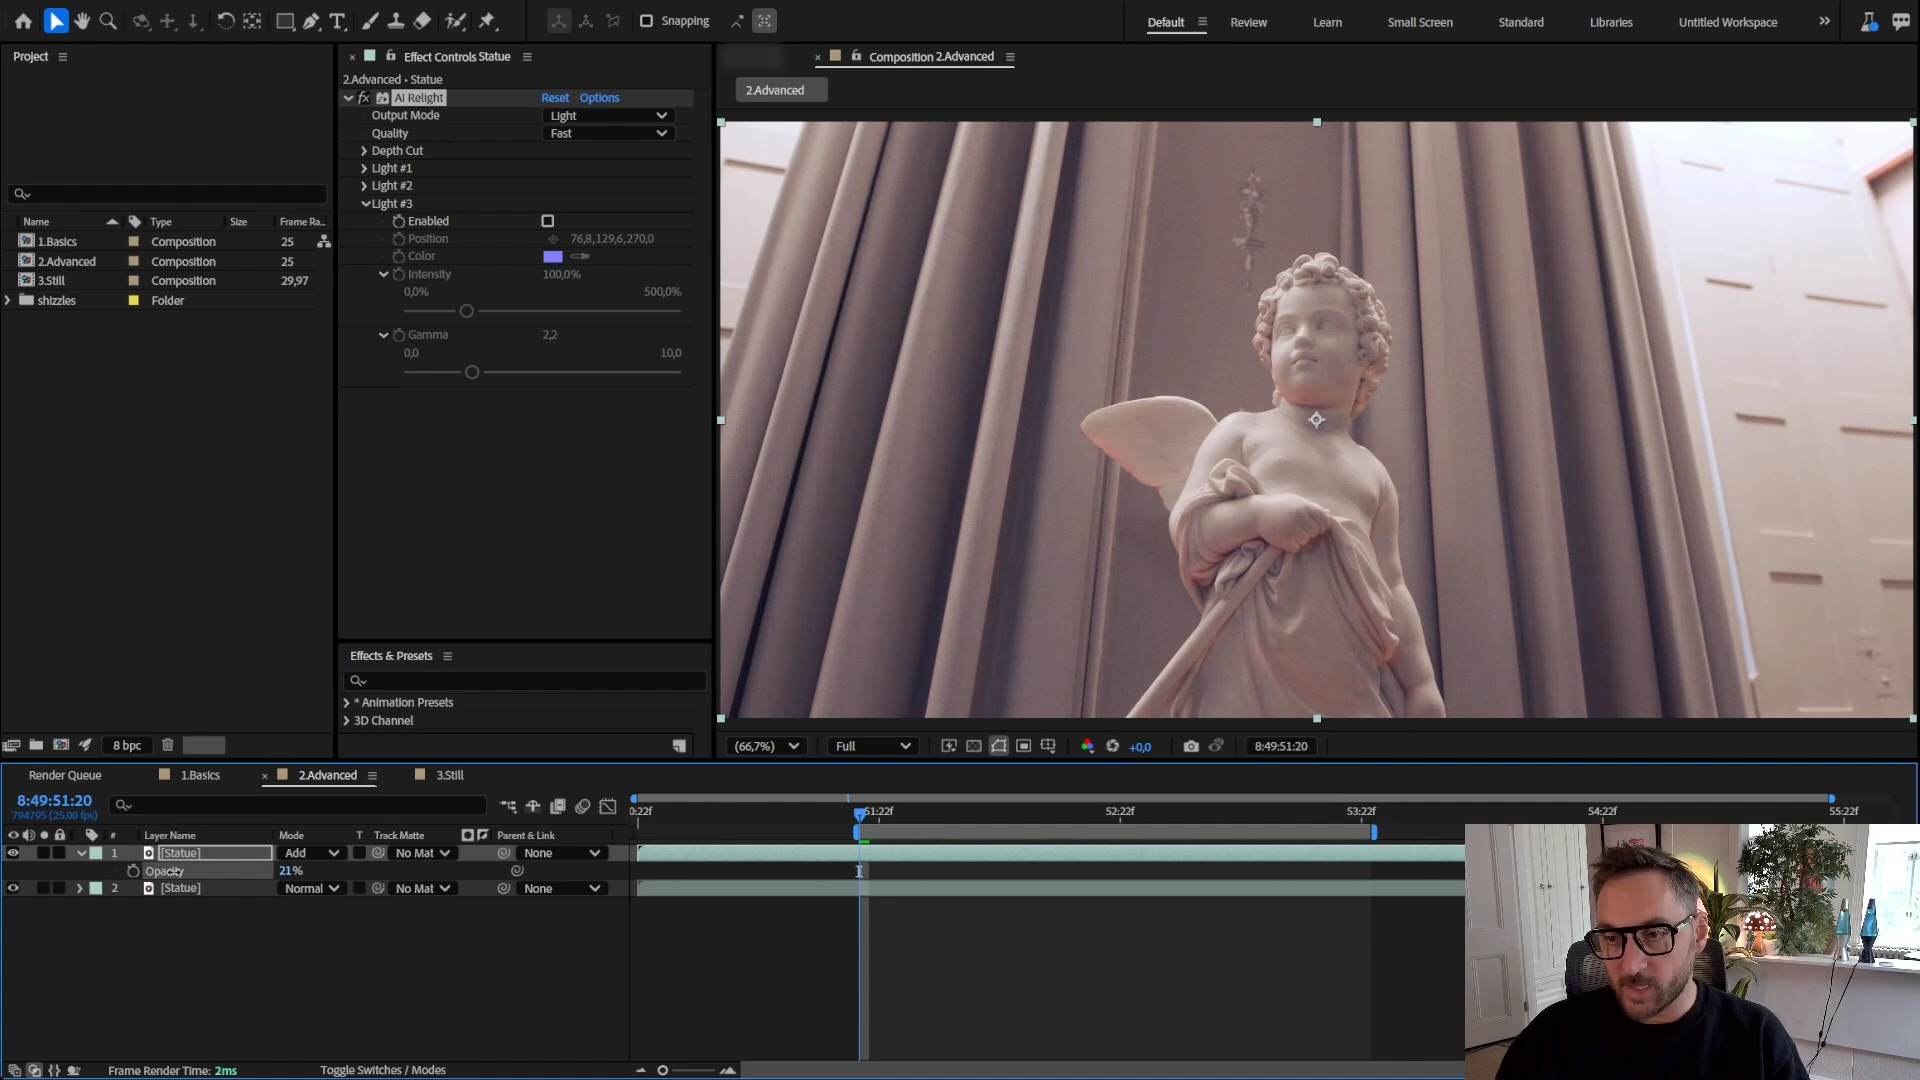 Snapping
Default
Review
Learn
Small Screen
Standard
Libraries
Untitled Workspace
Project
Effect Controls Statue
Composition 2.Advanced
2.Advanced • Statue
2.Advanced
fx AI Relight Reset Options
Output Mode Light
Quality Fast
Depth Cut
Light #1
Light #2
Light #3
Enabled
Position 76,8,129,6,270,0
Color
Intensity 100,0%
0,0% 500,0%
Gamma 2,2
0,0 10,0
Name Type Size Frame Ra..
1.Basics Composition 25
2.Advanced Composition 25
3.Still Composition 29,97
shizzles Folder
Effects & Presets
* Animation Presets
3D Channel
8 bpc
(66,7%) Full +0,0 8:49:51:20
Render Queue 1.Basics 2.Advanced 3.Still
8:49:51:20
794795 (25.00 fps)
0:22f 51:22f 52:22f 53:22f 54:22f 55:22f
# Layer Name Mode T Track Matte Parent & Link
1 [Statue] Add No Mat None
Opacity 21%
2 [Statue] Normal No Mat None
Frame Render Time: 2ms Toggle Switches / Modes